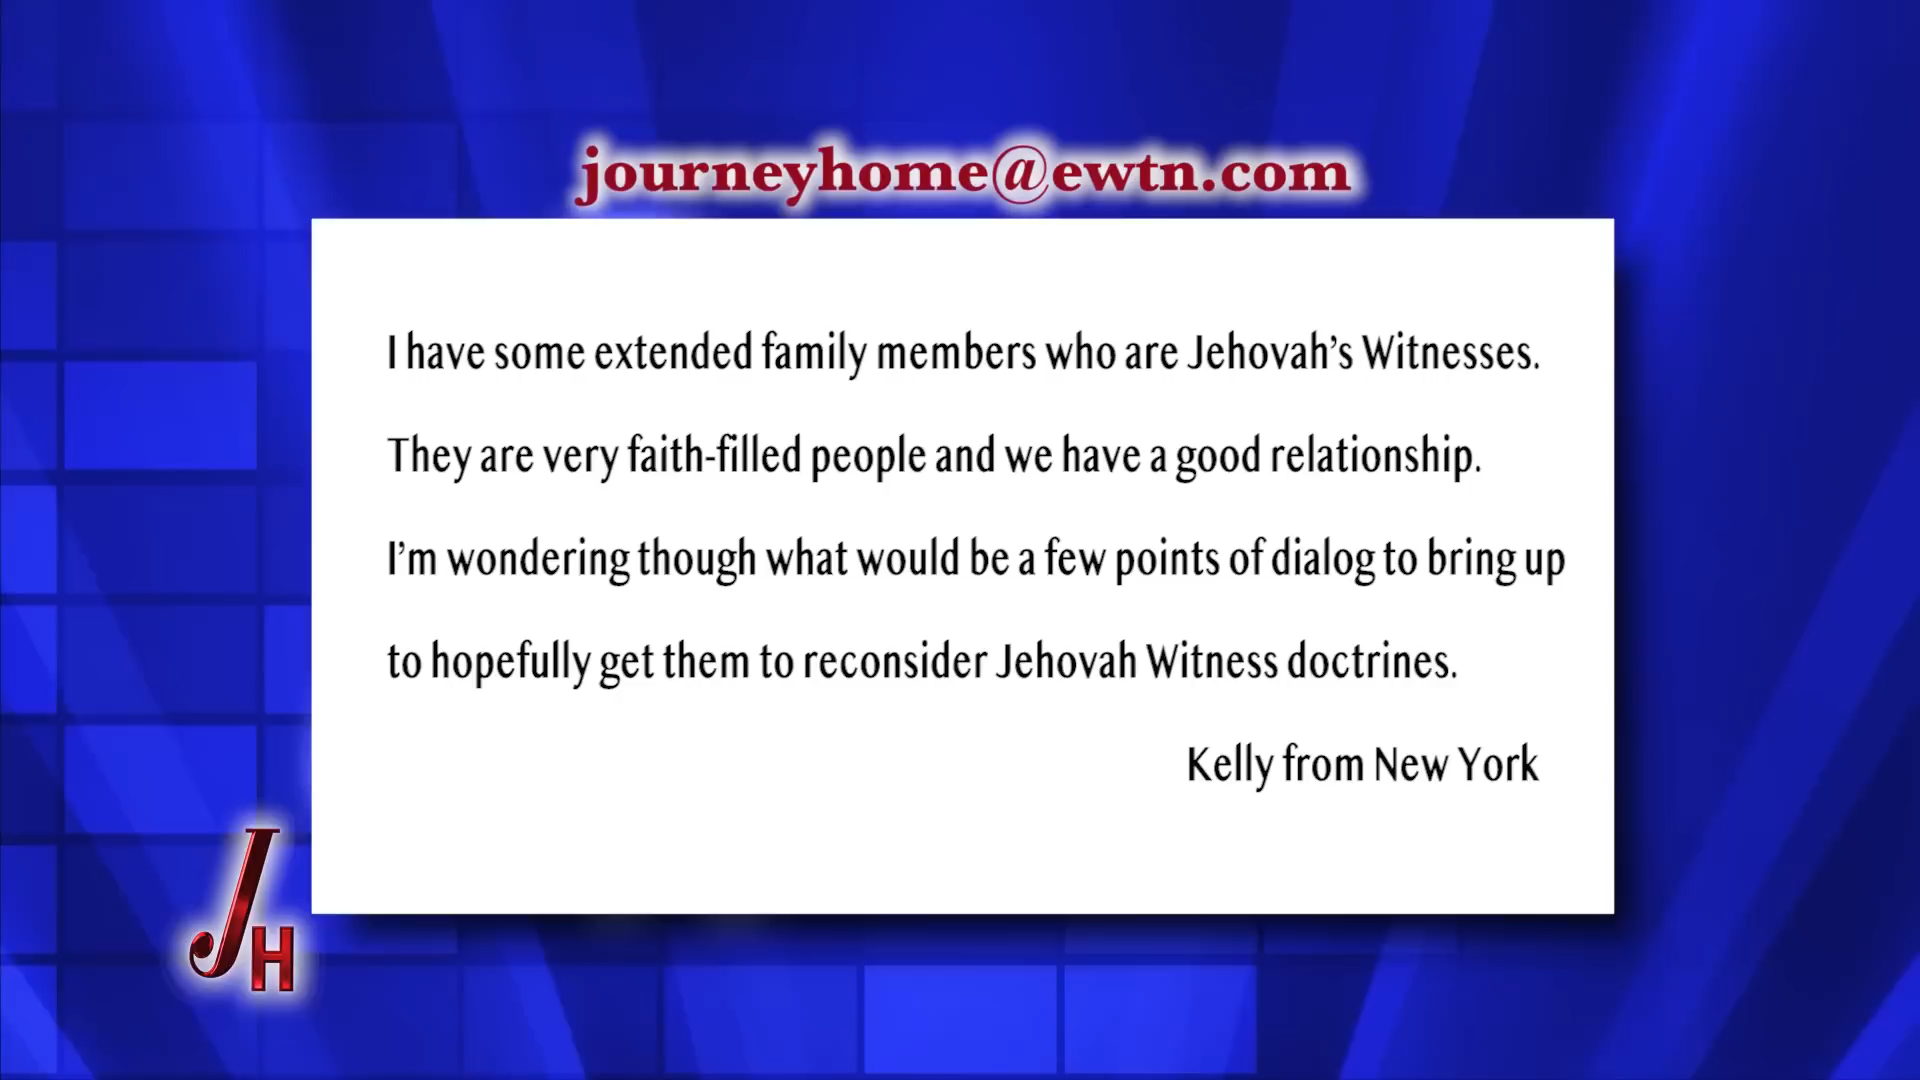 journeyhome@ewtn.com
I have some extended family members who are Jehovah's Witnesses.
They are very faith-filled people and we have a good relationship.
I'm wondering though what would be a few points of dialog to bring up
to hopefully get them to reconsider Jehovah Witness doctrines.
Kelly from New York
JH